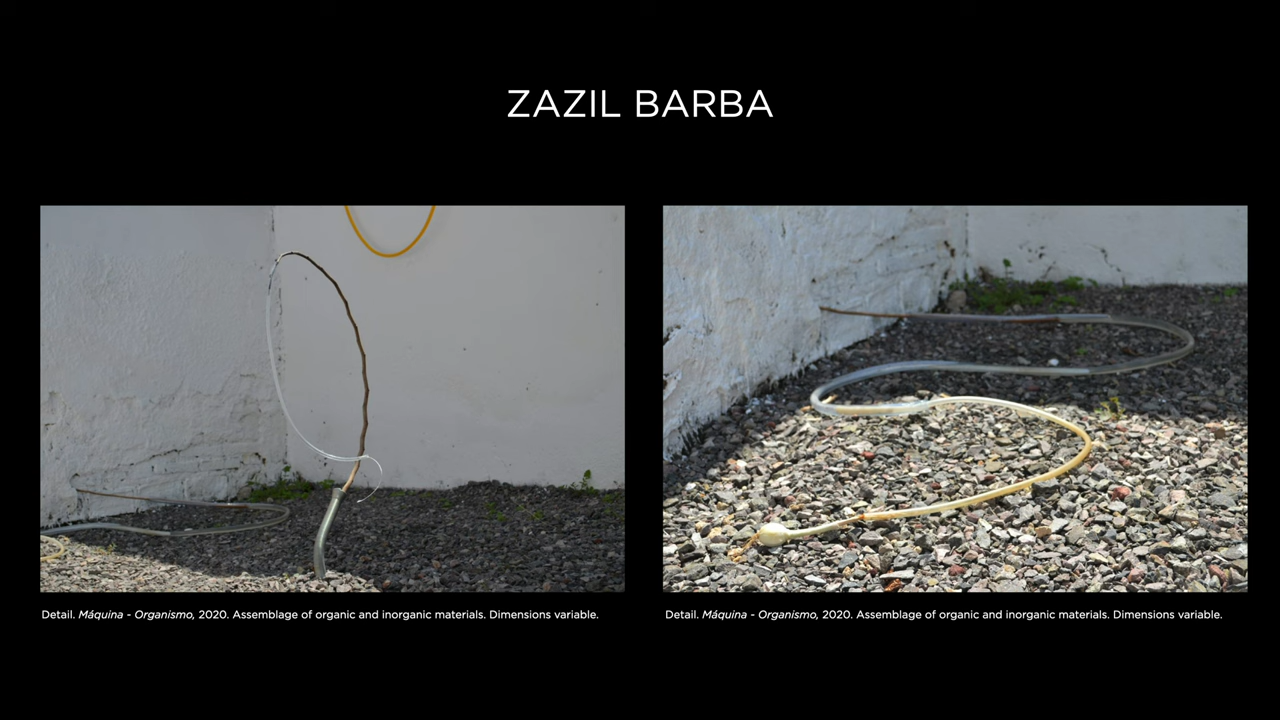 ZAZIL BARBA
Detail. Máquina - Organismo, 2020. Assemblage of organic and inorganic materials. Dimensions variable.
Detail. Máquina - Organismo, 2020. Assemblage of organic and inorganic materials. Dimensions variable.